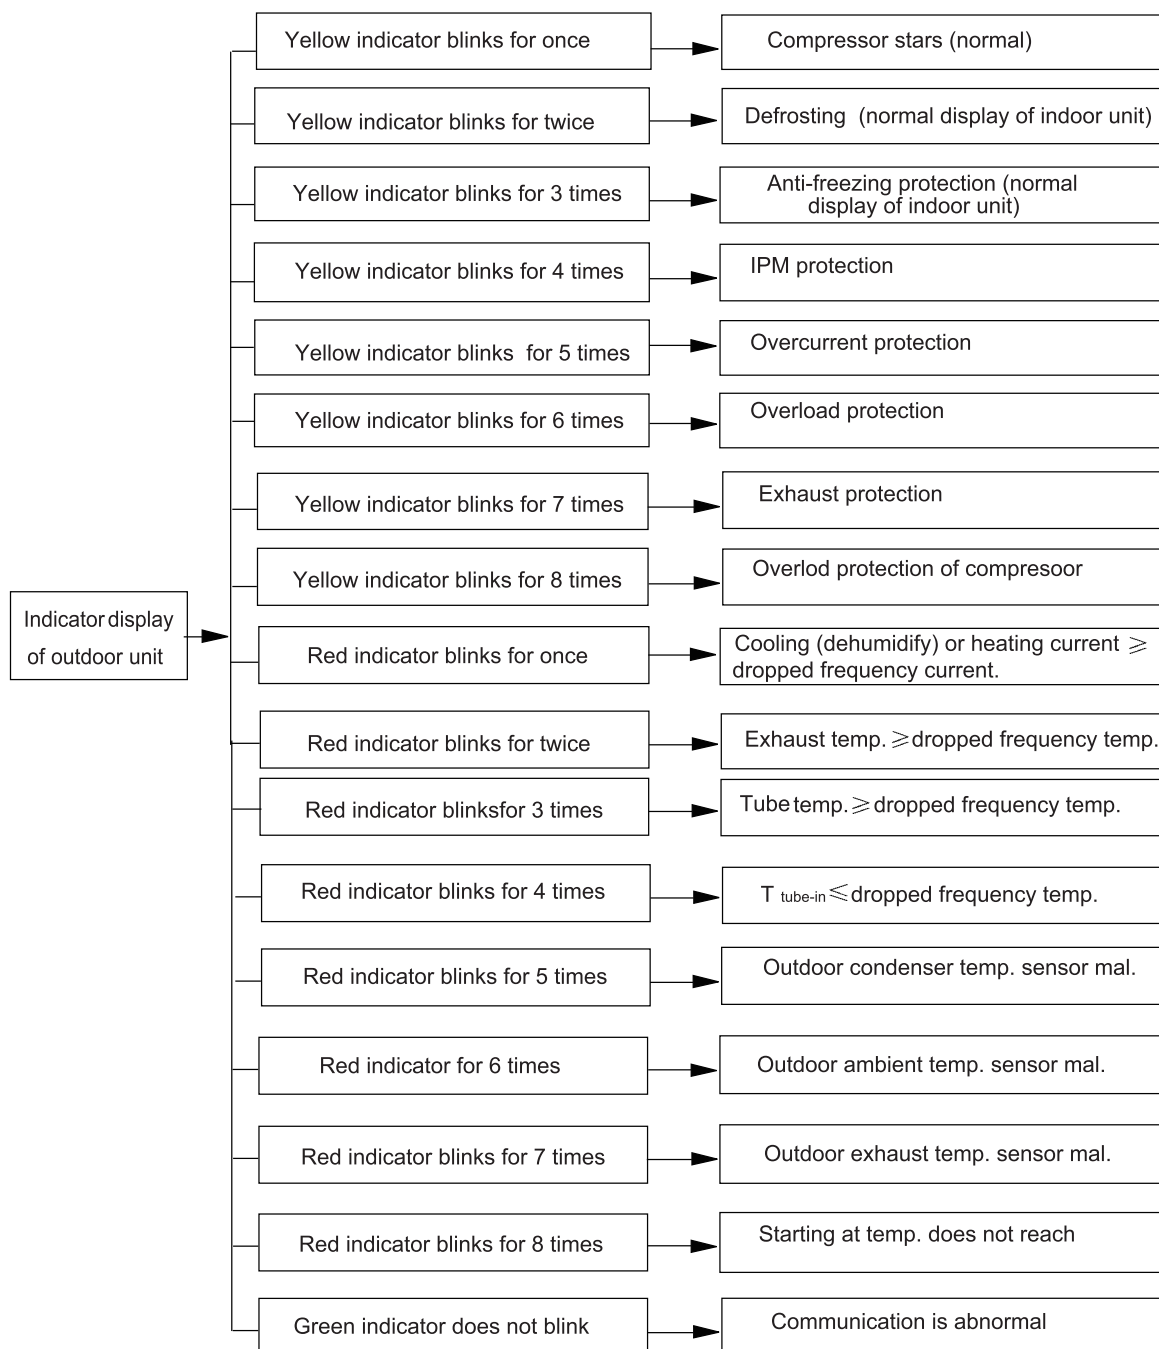 Yellow indicator blinks for once
Compressor stars (normal)
Yellow indicator blinks for twice
Defrosting (normal display of indoor unit)
Yellow indicator blinks for 3 times
Anti-freezing protection (normal
display of indoor unit)
Yellow indicator blinks for 4 times
IPM protection
Yellow indicator blinks for 5 times
Overcurrent protection
Yellow indicator blinks for 6 times
Overload protection
Yellow indicator blinks for 7 times
Exhaust protection
Yellow indicator blinks for 8 times
Overlod protection of compresoor
Indicator display
of outdoor unit
Red indicator blinks for once
Cooling (dehumidify) or heating current ≥
dropped frequency current.
Red indicator blinks for twice
Exhaust temp. ≥dropped frequency temp.
Red indicator blinksfor 3 times
Tube temp. ≥dropped frequency temp.
Red indicator blinks for 4 times
T tube-in ≤dropped frequency temp.
Red indicator blinks for 5 times
Outdoor condenser temp. sensor mal.
Red indicator for 6 times
Outdoor ambient temp. sensor mal.
Red indicator blinks for 7 times
Outdoor exhaust temp. sensor mal.
Red indicator blinks for 8 times
Starting at temp. does not reach
Green indicator does not blink
Communication is abnormal